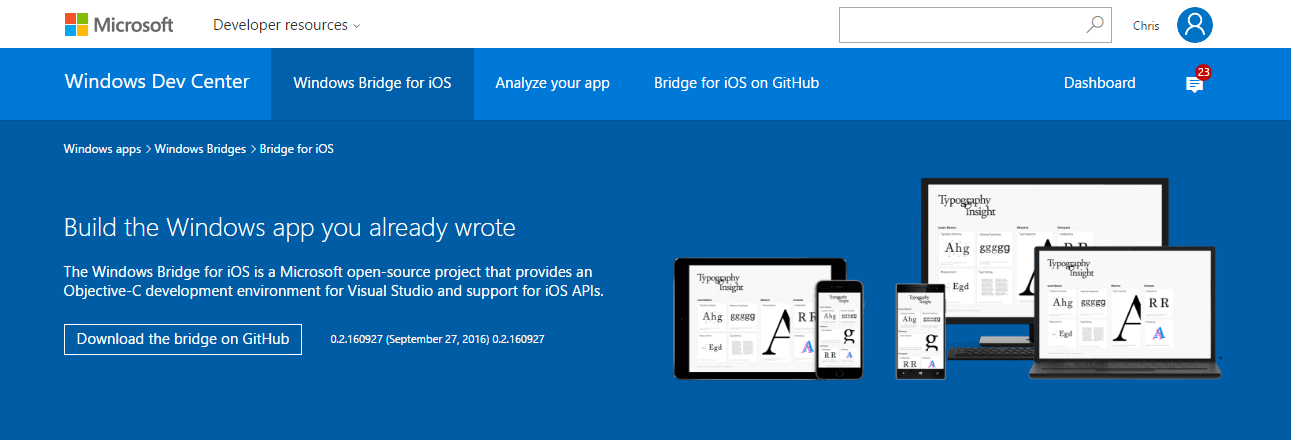 Microsoft
Developer resources
Chris
Windows Dev Center
Windows Bridge for iOS
Analyze your app
Bridge for iOS on GitHub
Dashboard
23
Windows apps > Windows Bridges > Bridge for iOS
Build the Windows app you already wrote
The Windows Bridge for iOS is a Microsoft open-source project that provides an
Objective-C development environment for Visual Studio and support for iOS APIs.
Download the bridge on GitHub
0.2.160927 (September 27, 2016) 0.2.160927
Typography
Insight
Ahg
ggggg
A
Egd
Typography
Insight
Ahg
ggggg
A
R R
Egd
A
Typography
Insight
Ahg
ggggg
A
R R
Egd
A
Typography
Insight
Ahg
ggggg
g
R R
A
Typography
Insight
Ahg
ggggg
A
R R
A